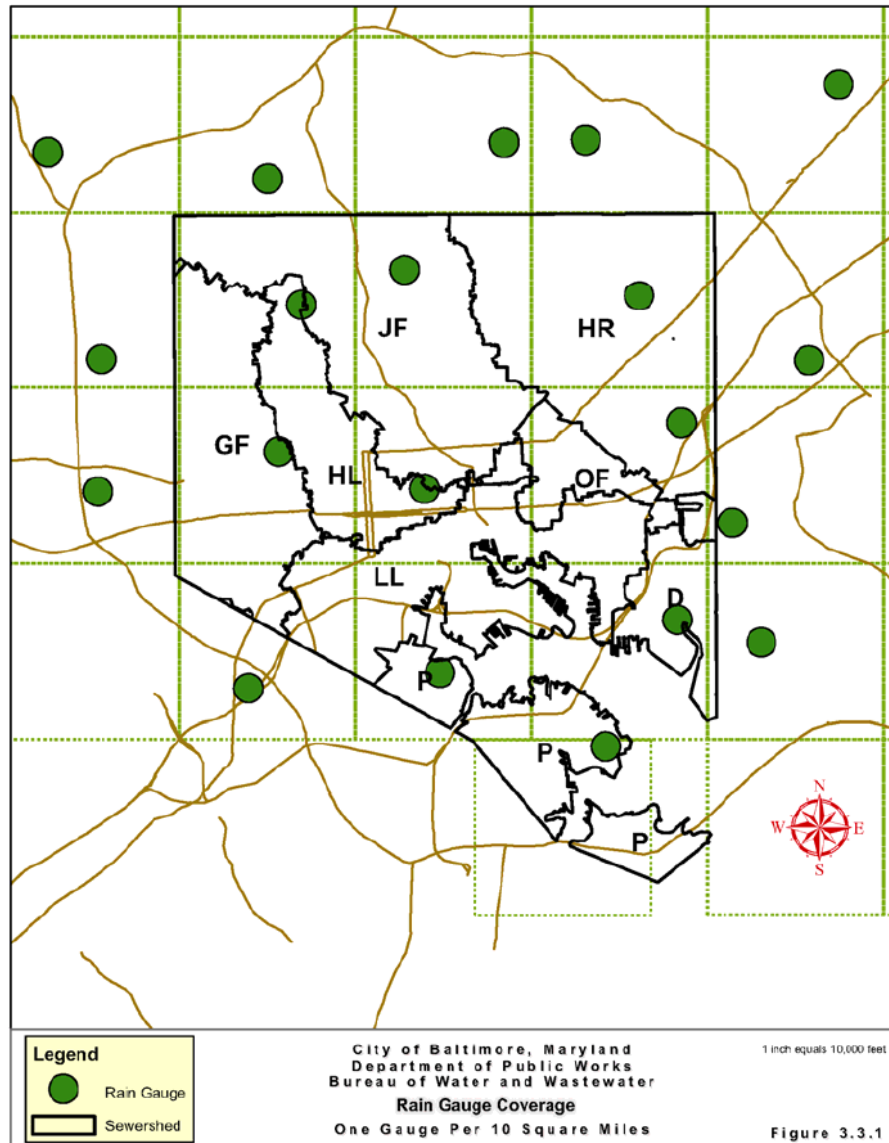 JF
HR
GF
HL
OF
LL
D
P
P
P
N
W
E
S
Legend
Rain Gauge
Sewershed
City of Baltimore, Maryland
Department of Public Works
Bureau of Water and Wastewater
Rain Gauge Coverage
One Gauge Per 10 Square Miles
1 inch equals 10,000 feet
Figure 3.3.1